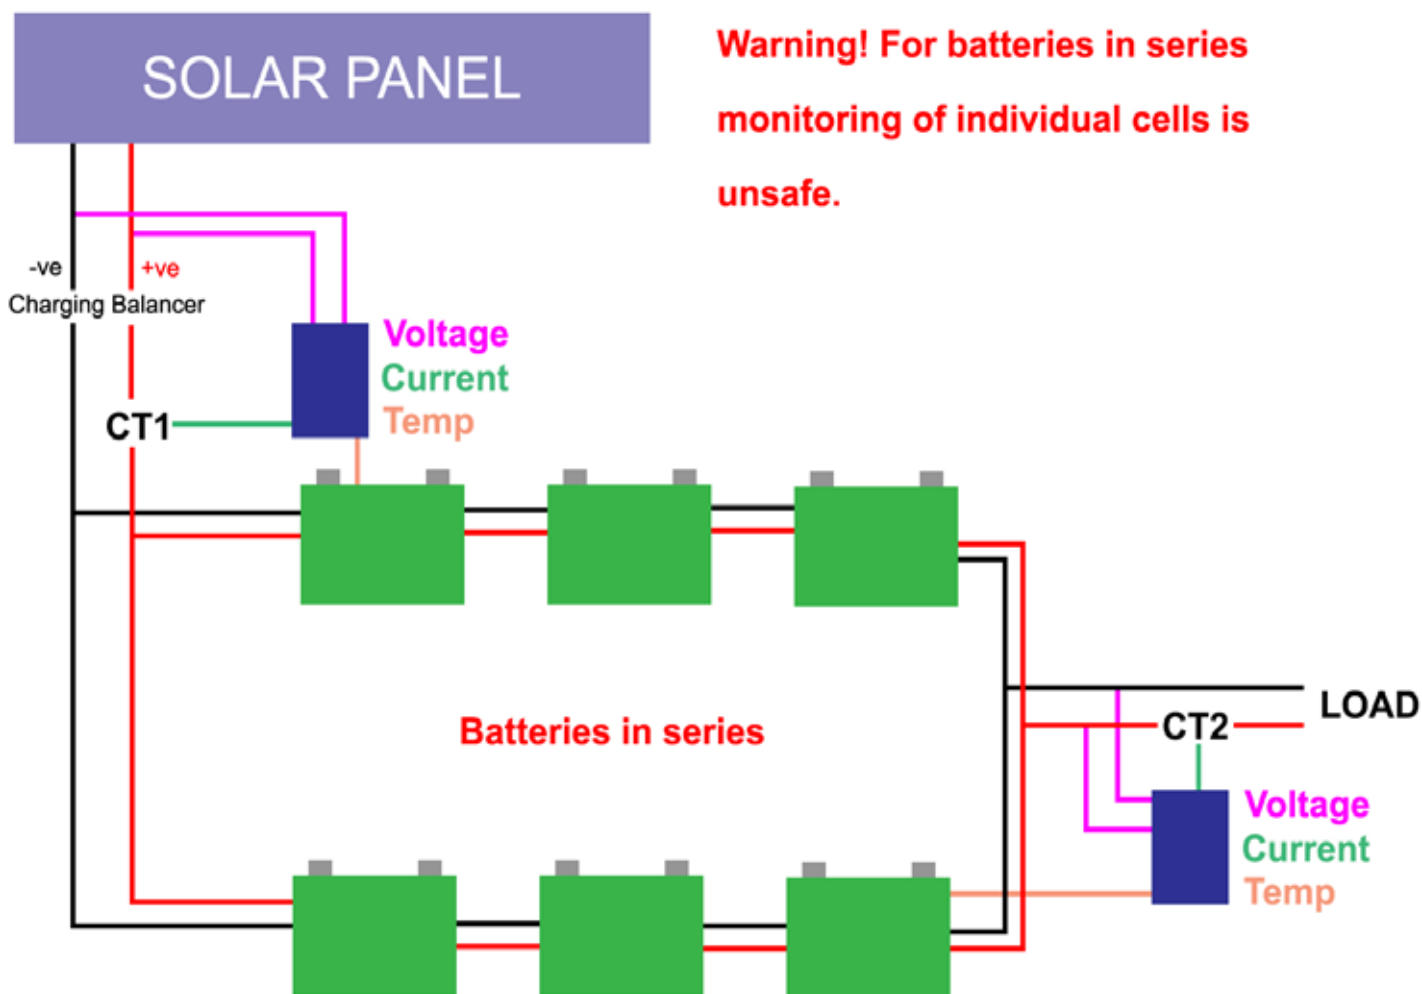 SOLAR PANEL
Warning! For batteries in series
monitoring of individual cells is
unsafe.
-ve
+ve
Charging Balancer
Voltage
Current
Temp
CT1
Batteries in series
LOAD
CT2
Voltage
Current
Temp